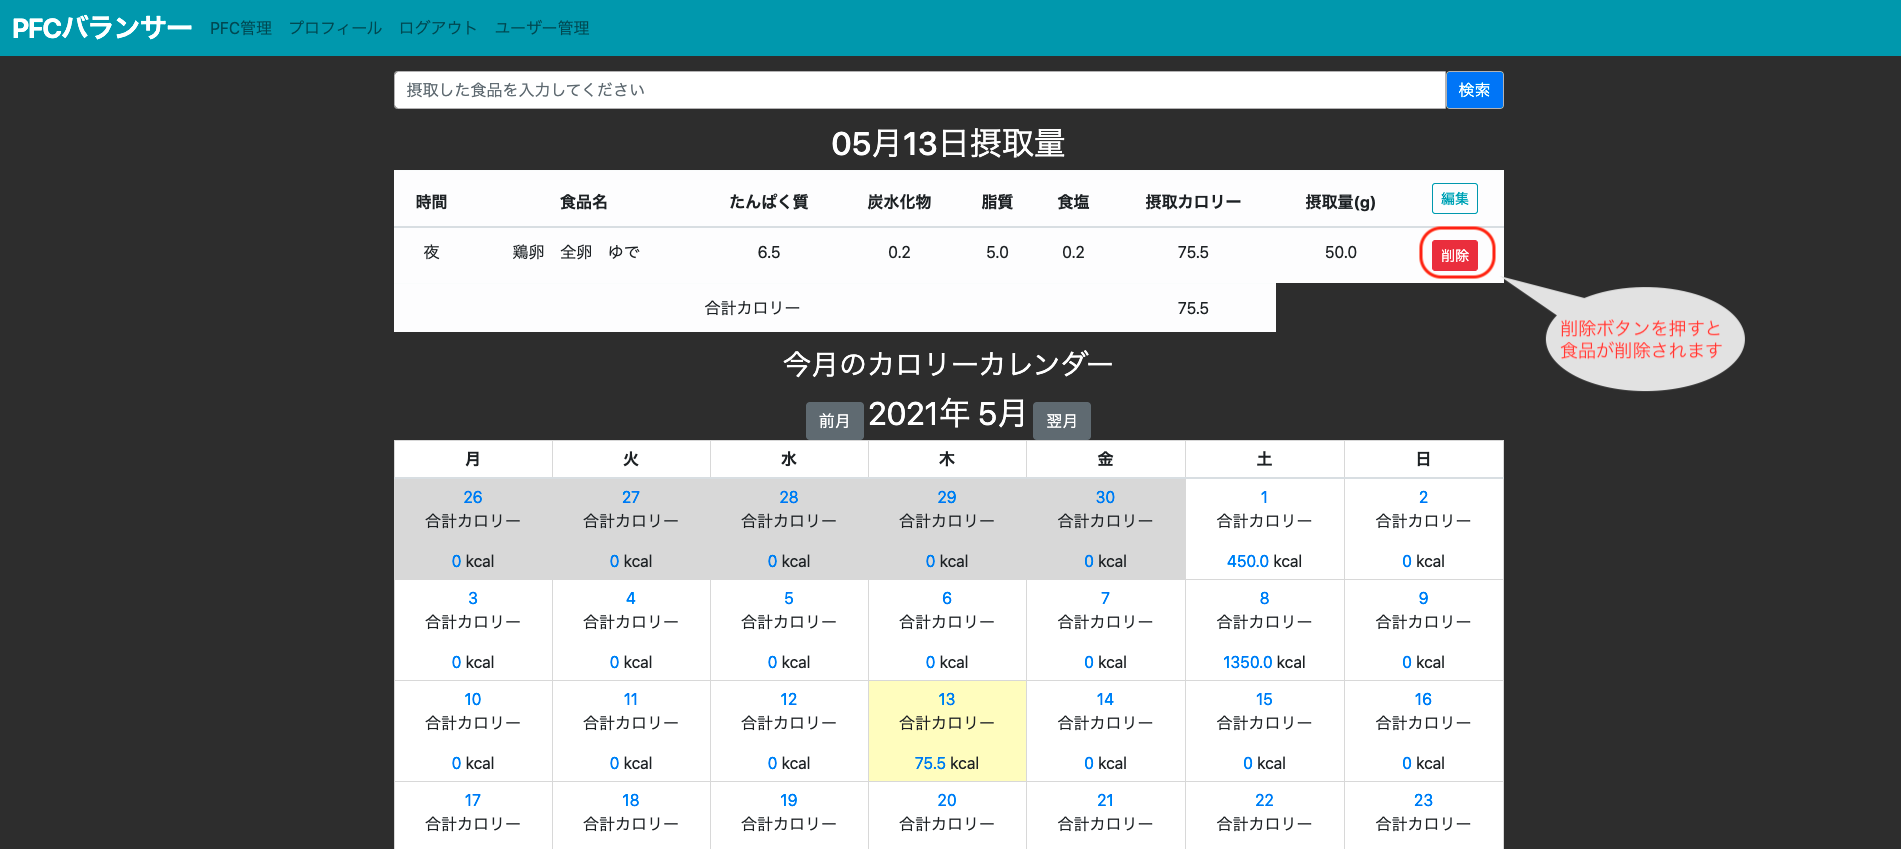 PFCバランサー PFC管理 プロフィール ログアウト ユーザー管理
摂取した食品を入力してください 検索
05月13日摂取量
時間 食品名 たんぱく質 炭水化物 脂質 食塩 摂取カロリー 摂取量(g) 編集
夜 鶏卵　全卵　ゆで 6.5 0.2 5.0 0.2 75.5 50.0 削除
合計カロリー 75.5
削除ボタンを押すと
食品が削除されます
今月のカロリーカレンダー
前月 2021年 5月 翌月
月 火 水 木 金 土 日
26 27 28 29 30 1 2
合計カロリー 合計カロリー 合計カロリー 合計カロリー 合計カロリー 合計カロリー 合計カロリー
0 kcal 0 kcal 0 kcal 0 kcal 0 kcal 450.0 kcal 0 kcal
3 4 5 6 7 8 9
合計カロリー 合計カロリー 合計カロリー 合計カロリー 合計カロリー 合計カロリー 合計カロリー
0 kcal 0 kcal 0 kcal 0 kcal 0 kcal 1350.0 kcal 0 kcal
10 11 12 13 14 15 16
合計カロリー 合計カロリー 合計カロリー 合計カロリー 合計カロリー 合計カロリー 合計カロリー
0 kcal 0 kcal 0 kcal 75.5 kcal 0 kcal 0 kcal 0 kcal
17 18 19 20 21 22 23
合計カロリー 合計カロリー 合計カロリー 合計カロリー 合計カロリー 合計カロリー 合計カロリー